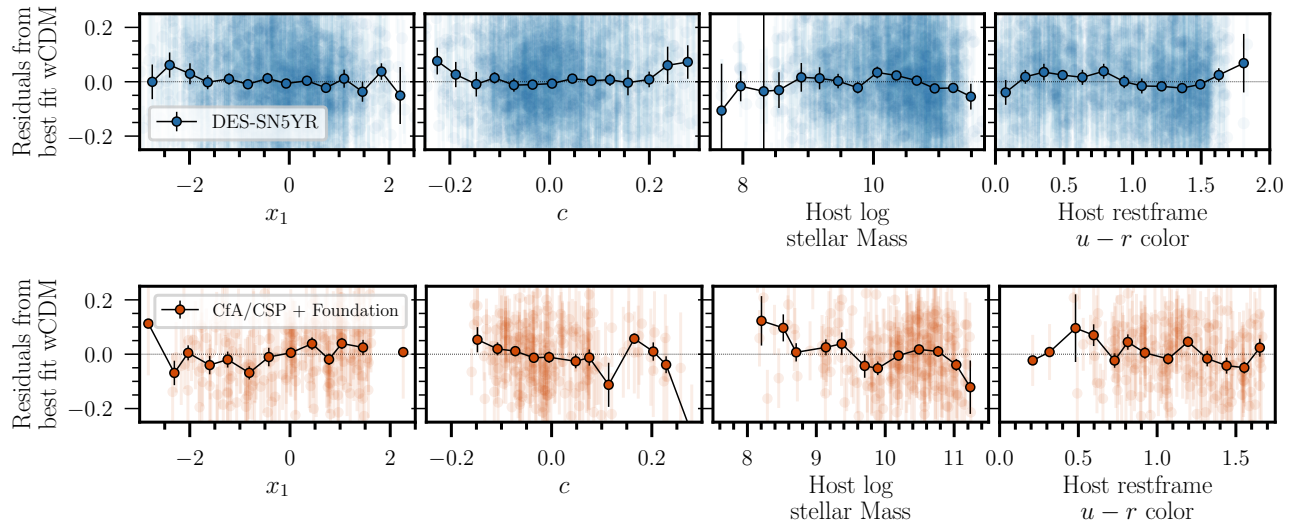 Residuals from
best fit wCDM
0.2
0.0
−0.2
DES-SN5YR
−2 0 2
x₁
−0.2 0.0 0.2
c
8 10
Host log
stellar Mass
0.0 0.5 1.0 1.5 2.0
Host restframe
u − r color
Residuals from
best fit wCDM
0.2
0.0
−0.2
CfA/CSP + Foundation
−2 0 2
x₁
−0.2 0.0 0.2
c
8 9 10 11
Host log
stellar Mass
0.0 0.5 1.0 1.5
Host restframe
u − r color